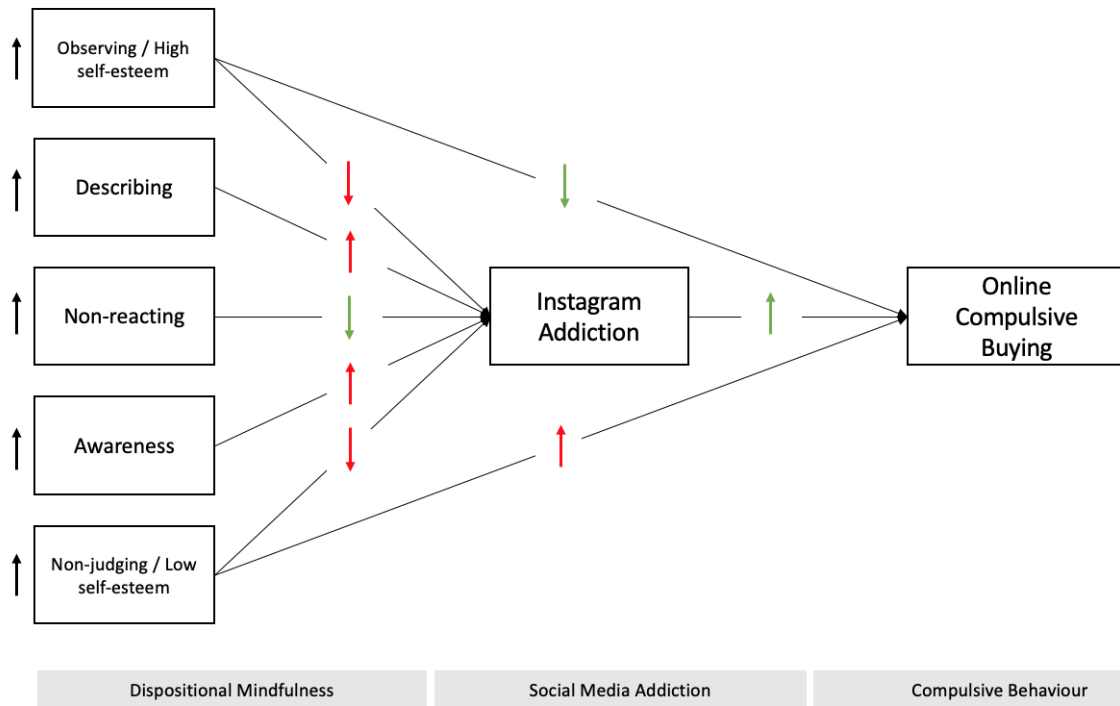 Observing / High
self-esteem
Describing
Non-reacting
Awareness
Non-judging / Low
self-esteem
Instagram
Addiction
Online
Compulsive
Buying
Dispositional Mindfulness
Social Media Addiction
Compulsive Behaviour